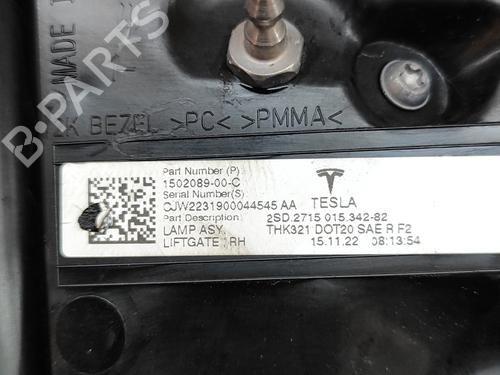 B-PARTS
MADE I
K BEZEL >PC< >PMMA<
Part Number (P)
1502089-00-C
Serial Number(S)
CJW2231900044545 AA TESLA
Part Description: 2SD.2715 015.342-82
LAMP ASY, THK321 DOT20 SAE R F2
LIFTGATE, RH 15.11.22 08:13:54